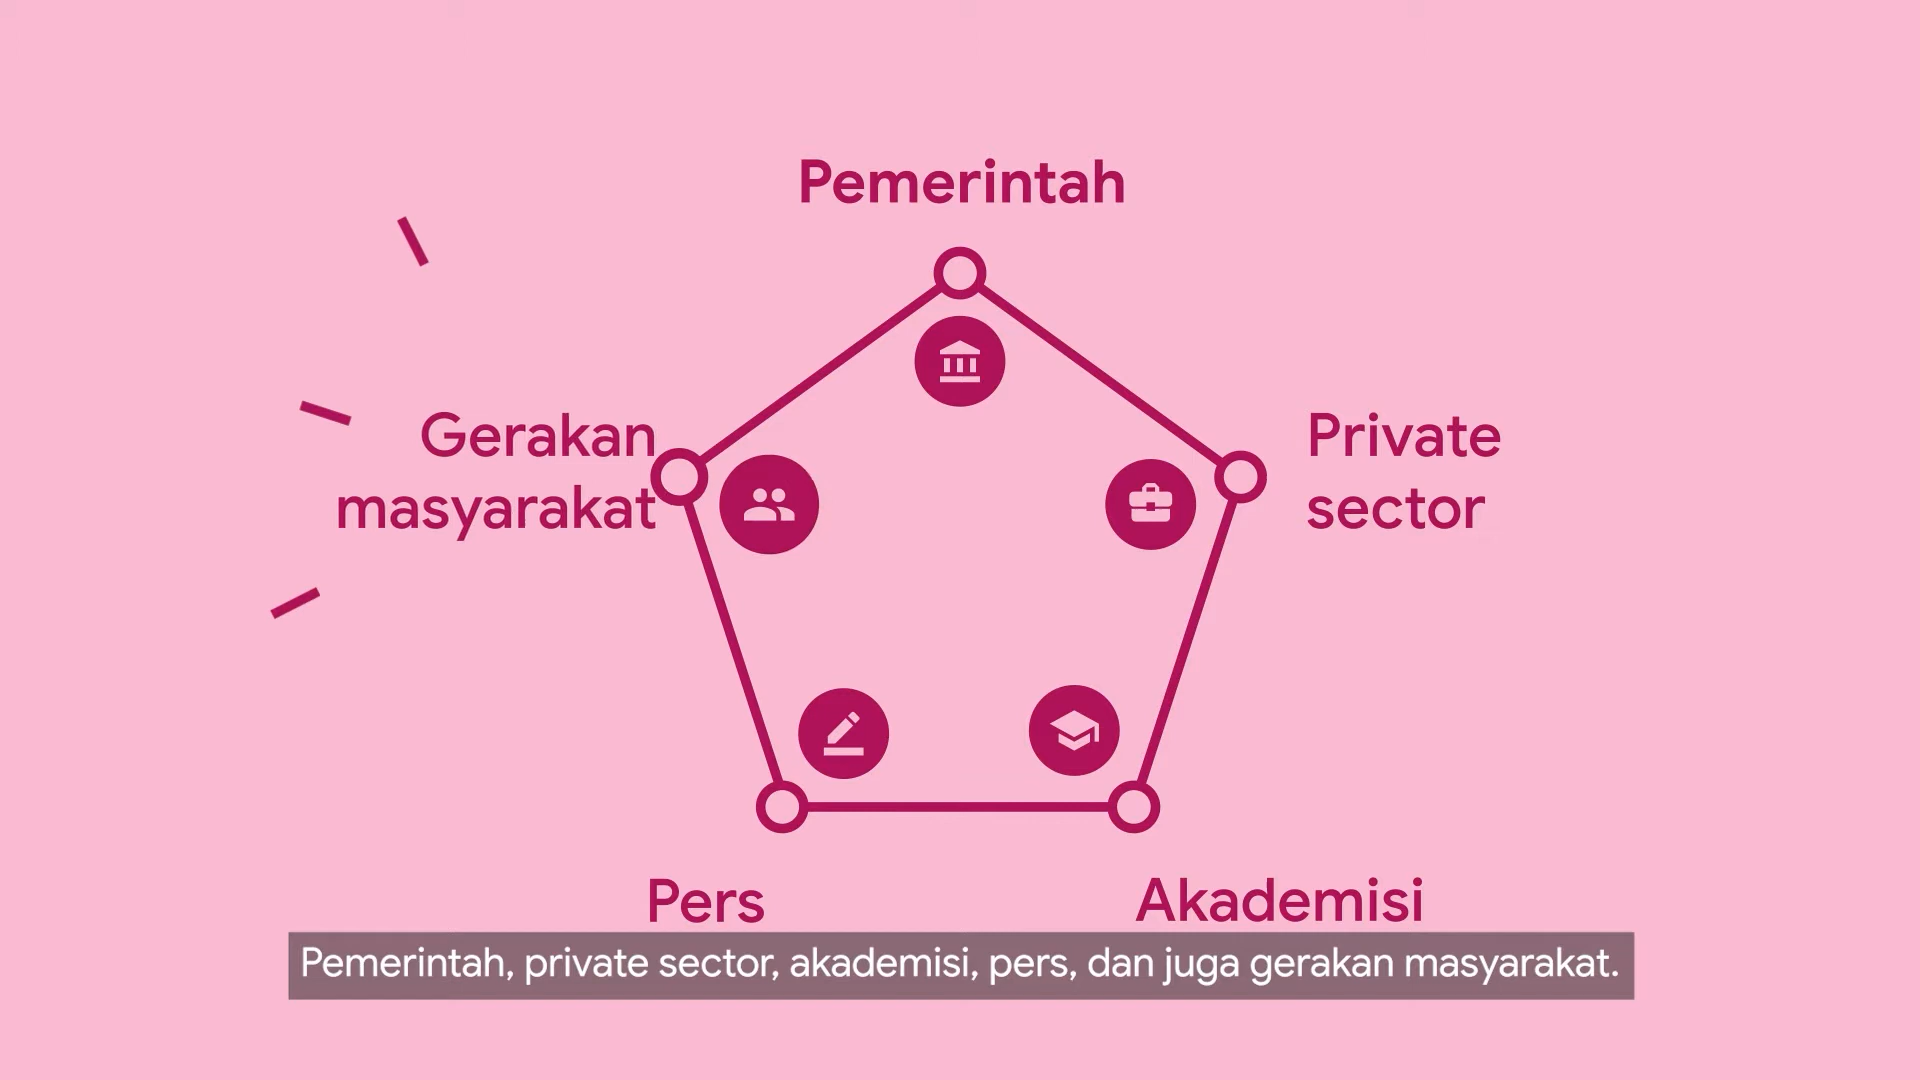 Pemerintah
Gerakan
masyarakat
Private
sector
Pers
Akademisi
Pemerintah, private sector, akademisi, pers, dan juga gerakan masyarakat.